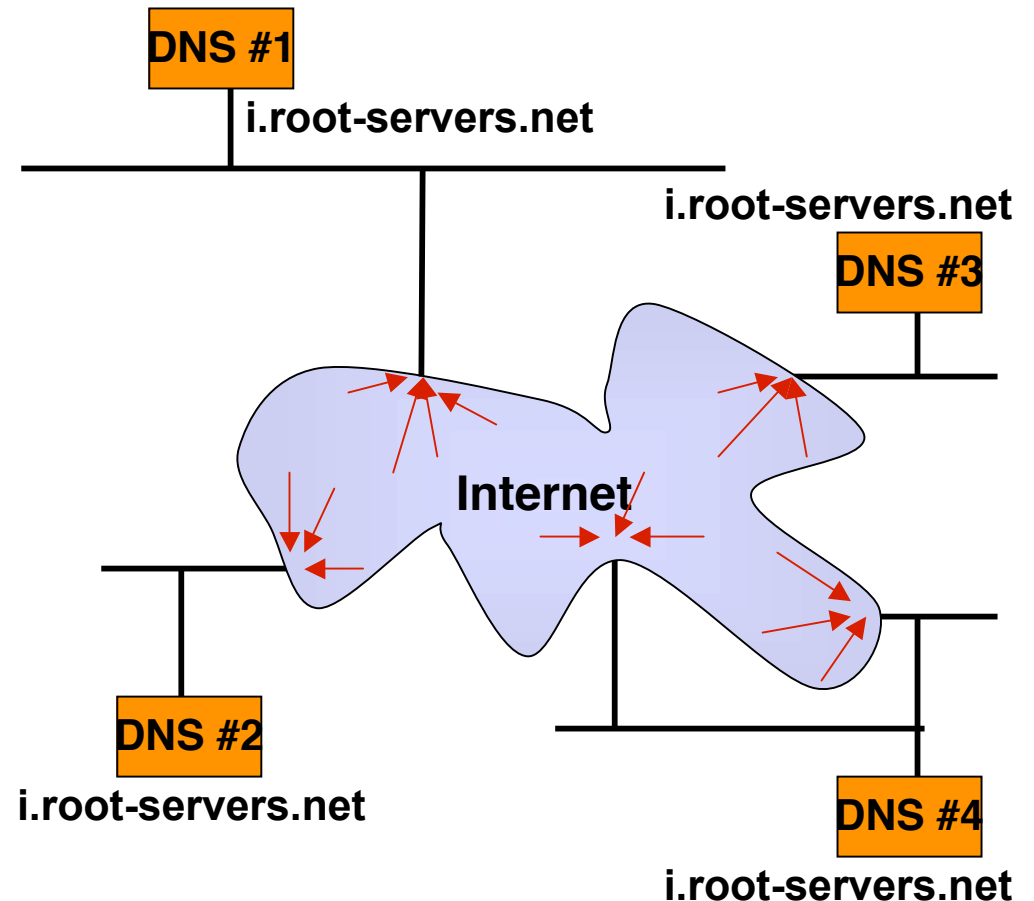 DNS #1
i.root-servers.net
i.root-servers.net
DNS #3
Internet
DNS #2
i.root-servers.net
DNS #4
i.root-servers.net